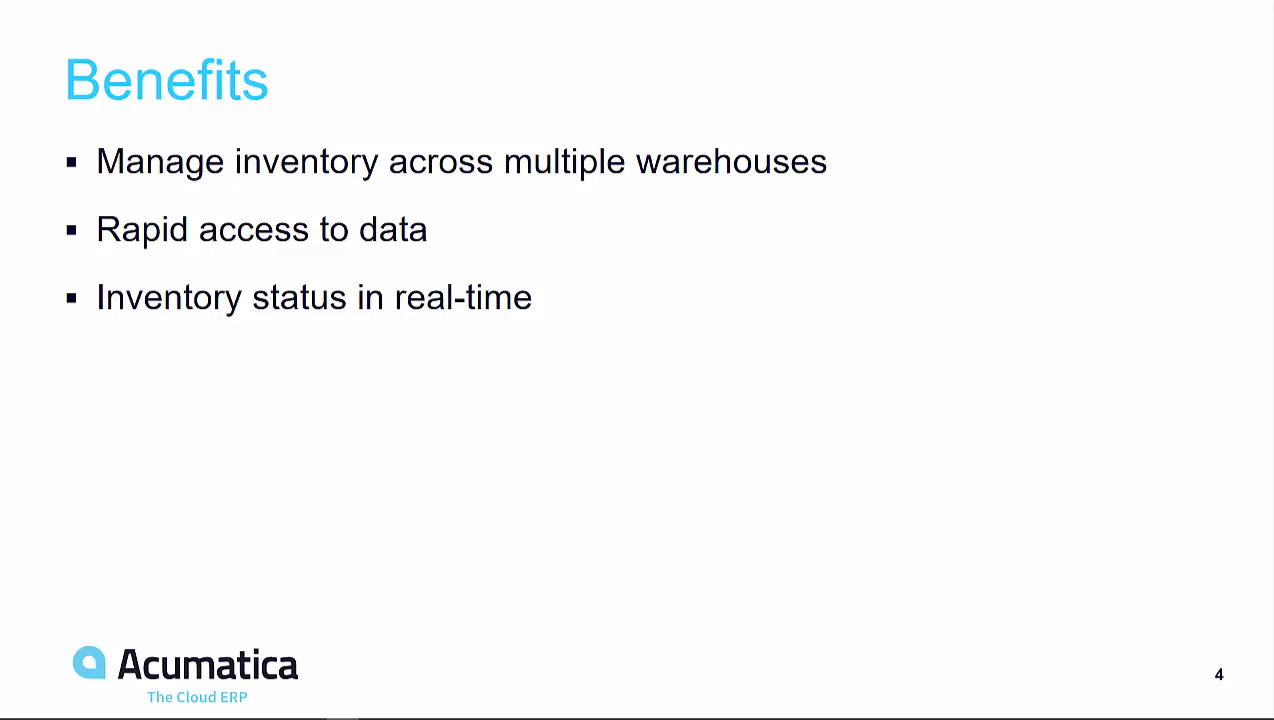 Benefits
▪ Manage inventory across multiple warehouses
▪ Rapid access to data
▪ Inventory status in real-time
Acumatica
The Cloud ERP
4